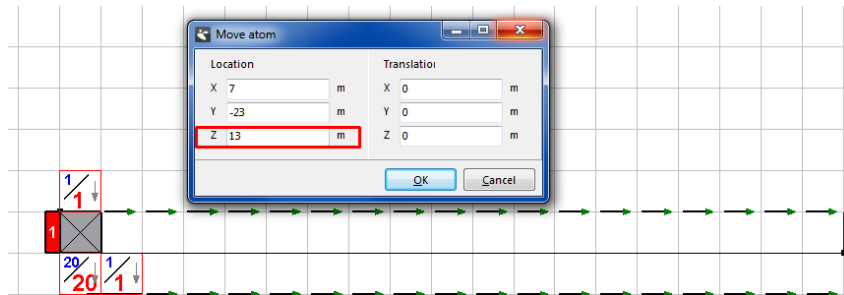 Move atom
Location Translation
X 7 m X 0 m
Y -23 m Y 0 m
Z 13 m Z 0 m
OK Cancel
1/1
1
20/20 1/1